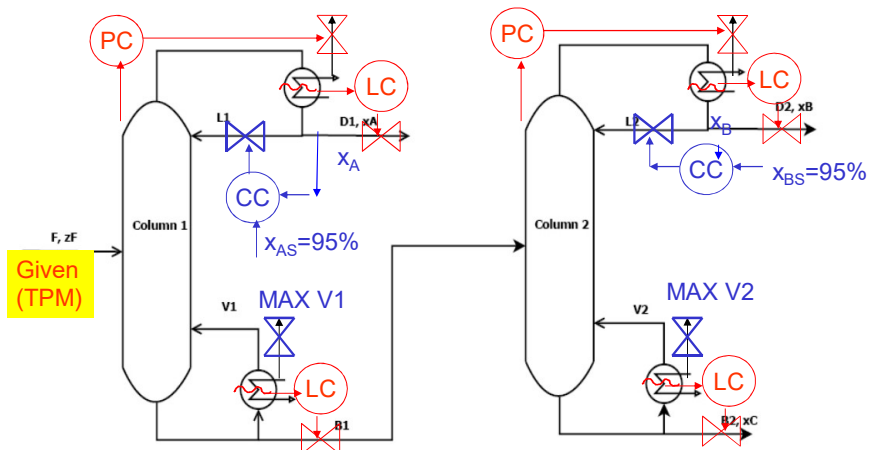 PC
LC
L1
D1, xA
xA
CC
xAS=95%
F, zF
Given
(TPM)
Column 1
V1
MAX V1
LC
B1
PC
LC
L2
D2, xB
xB
CC
xBS=95%
Column 2
V2
MAX V2
LC
B2, xC